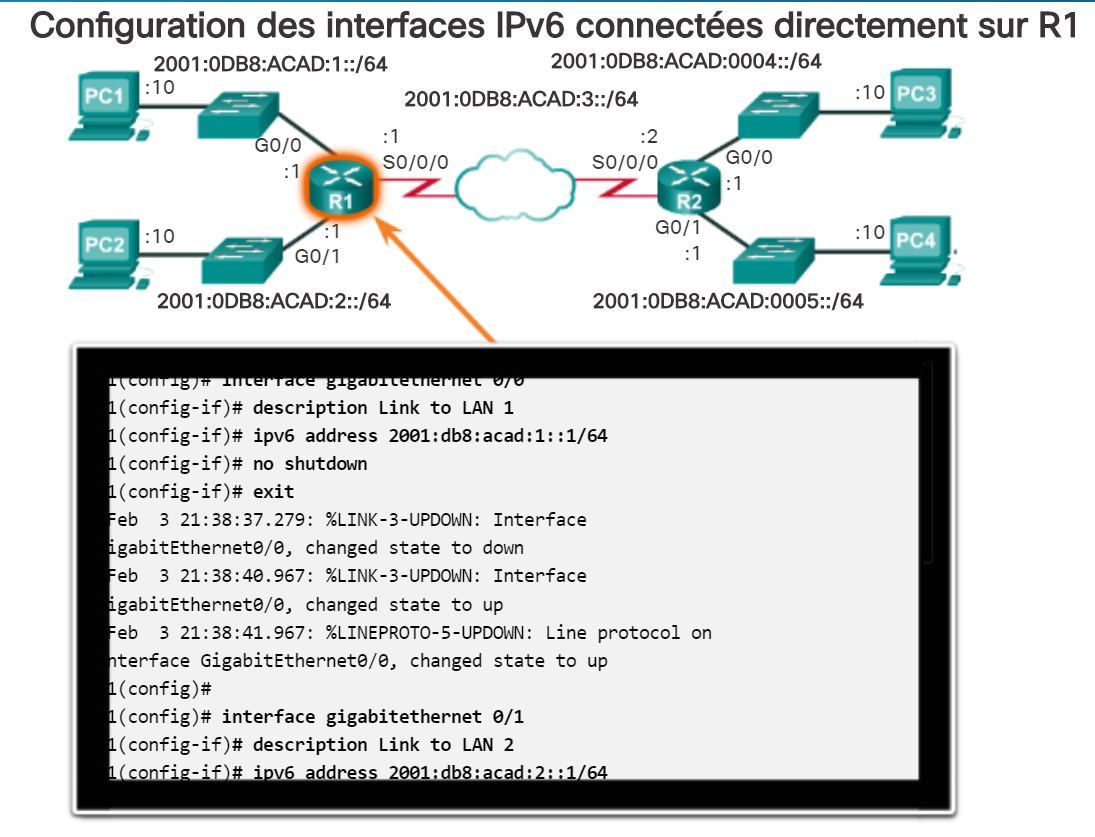 Configuration des interfaces IPv6 connectées directement sur R1
2001:0DB8:ACAD:1::/64
2001:0DB8:ACAD:0004::/64
PC1
:10
2001:0DB8:ACAD:3::/64
:10
PC3
G0/0
:1
:1
S0/0/0
:2
S0/0/0
G0/0
:1
R1
R2
PC2
:10
:1
G0/1
G0/1
:1
:10
PC4
2001:0DB8:ACAD:2::/64
2001:0DB8:ACAD:0005::/64
1(config)# interface gigabitethernet 0/0
1(config-if)# description Link to LAN 1
1(config-if)# ipv6 address 2001:db8:acad:1::1/64
1(config-if)# no shutdown
1(config-if)# exit
Feb  3 21:38:37.279: %LINK-3-UPDOWN: Interface
igabitEthernet0/0, changed state to down
Feb  3 21:38:40.967: %LINK-3-UPDOWN: Interface
igabitEthernet0/0, changed state to up
Feb  3 21:38:41.967: %LINEPROTO-5-UPDOWN: Line protocol on
nterface GigabitEthernet0/0, changed state to up
1(config)#
1(config)# interface gigabitethernet 0/1
1(config-if)# description Link to LAN 2
1(config-if)# ipv6 address 2001:db8:acad:2::1/64